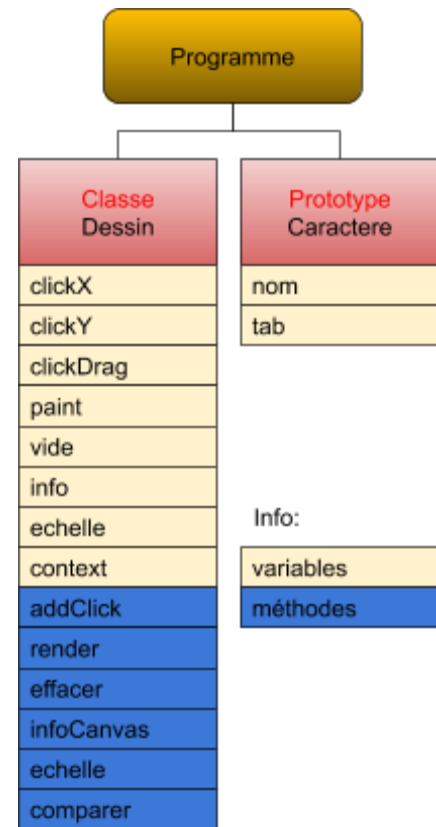 Programme
Classe
Dessin
clickX
clickY
clickDrag
paint
vide
info
echelle
context
addClick
render
effacer
infoCanvas
echelle
comparer
Prototype
Caractere
nom
tab
Info:
variables
méthodes